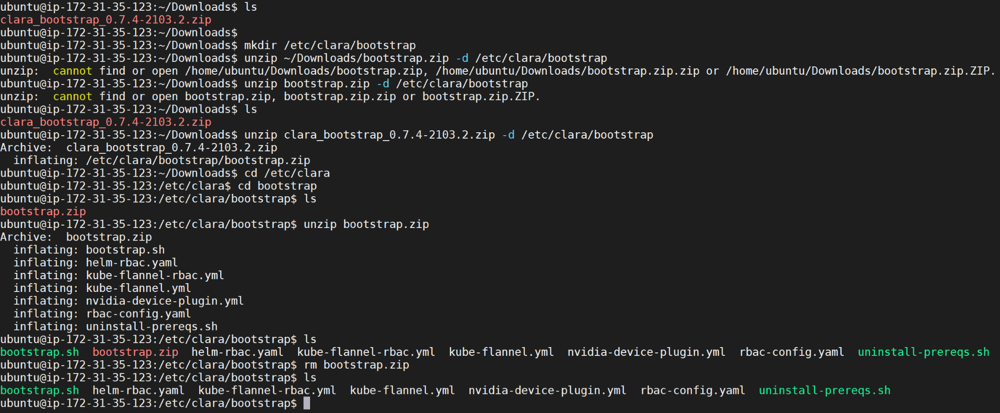 ubuntu@ip-172-31-35-123:~/Downloads$ ls
clara_bootstrap_0.7.4-2103.2.zip
ubuntu@ip-172-31-35-123:~/Downloads$
ubuntu@ip-172-31-35-123:~/Downloads$ mkdir /etc/clara/bootstrap
ubuntu@ip-172-31-35-123:~/Downloads$ unzip ~/Downloads/bootstrap.zip -d /etc/clara/bootstrap
unzip:  cannot find or open /home/ubuntu/Downloads/bootstrap.zip, /home/ubuntu/Downloads/bootstrap.zip.zip or /home/ubuntu/Downloads/bootstrap.zip.ZIP.
ubuntu@ip-172-31-35-123:~/Downloads$ unzip bootstrap.zip -d /etc/clara/bootstrap
unzip:  cannot find or open bootstrap.zip, bootstrap.zip.zip or bootstrap.zip.ZIP.
ubuntu@ip-172-31-35-123:~/Downloads$ ls
clara_bootstrap_0.7.4-2103.2.zip
ubuntu@ip-172-31-35-123:~/Downloads$ unzip clara_bootstrap_0.7.4-2103.2.zip -d /etc/clara/bootstrap
Archive:  clara_bootstrap_0.7.4-2103.2.zip
  inflating: /etc/clara/bootstrap/bootstrap.zip
ubuntu@ip-172-31-35-123:~/Downloads$ cd /etc/clara
ubuntu@ip-172-31-35-123:/etc/clara$ cd bootstrap
ubuntu@ip-172-31-35-123:/etc/clara/bootstrap$ ls
bootstrap.zip
ubuntu@ip-172-31-35-123:/etc/clara/bootstrap$ unzip bootstrap.zip
Archive:  bootstrap.zip
  inflating: bootstrap.sh
  inflating: helm-rbac.yaml
  inflating: kube-flannel-rbac.yml
  inflating: kube-flannel.yml
  inflating: nvidia-device-plugin.yml
  inflating: rbac-config.yaml
  inflating: uninstall-prereqs.sh
ubuntu@ip-172-31-35-123:/etc/clara/bootstrap$ ls
bootstrap.sh  bootstrap.zip  helm-rbac.yaml  kube-flannel-rbac.yml  kube-flannel.yml  nvidia-device-plugin.yml  rbac-config.yaml  uninstall-prereqs.sh
ubuntu@ip-172-31-35-123:/etc/clara/bootstrap$ rm bootstrap.zip
ubuntu@ip-172-31-35-123:/etc/clara/bootstrap$ ls
bootstrap.sh  helm-rbac.yaml  kube-flannel-rbac.yml  kube-flannel.yml  nvidia-device-plugin.yml  rbac-config.yaml  uninstall-prereqs.sh
ubuntu@ip-172-31-35-123:/etc/clara/bootstrap$